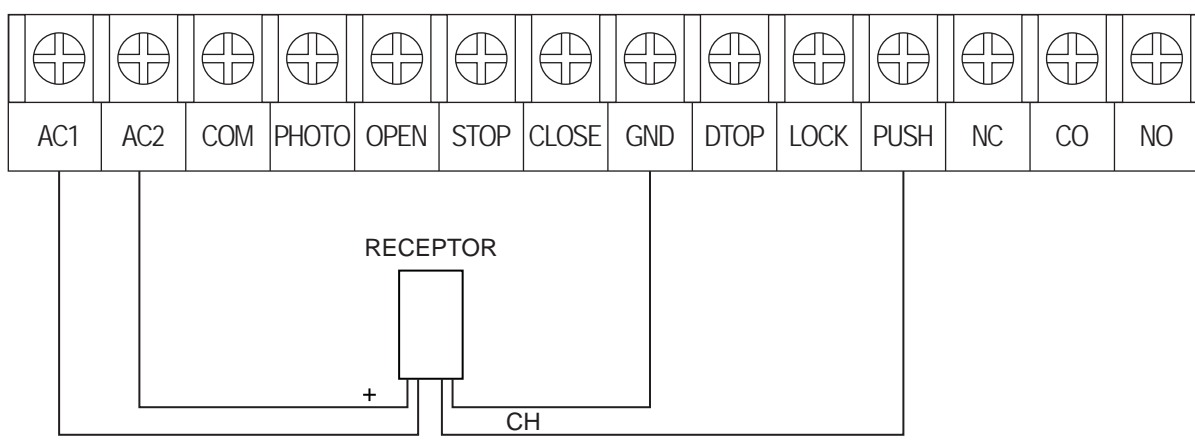 AC1 AC2 COM PHOTO OPEN STOP CLOSE GND DTOP LOCK PUSH NC CO NO
RECEPTOR
+
CH